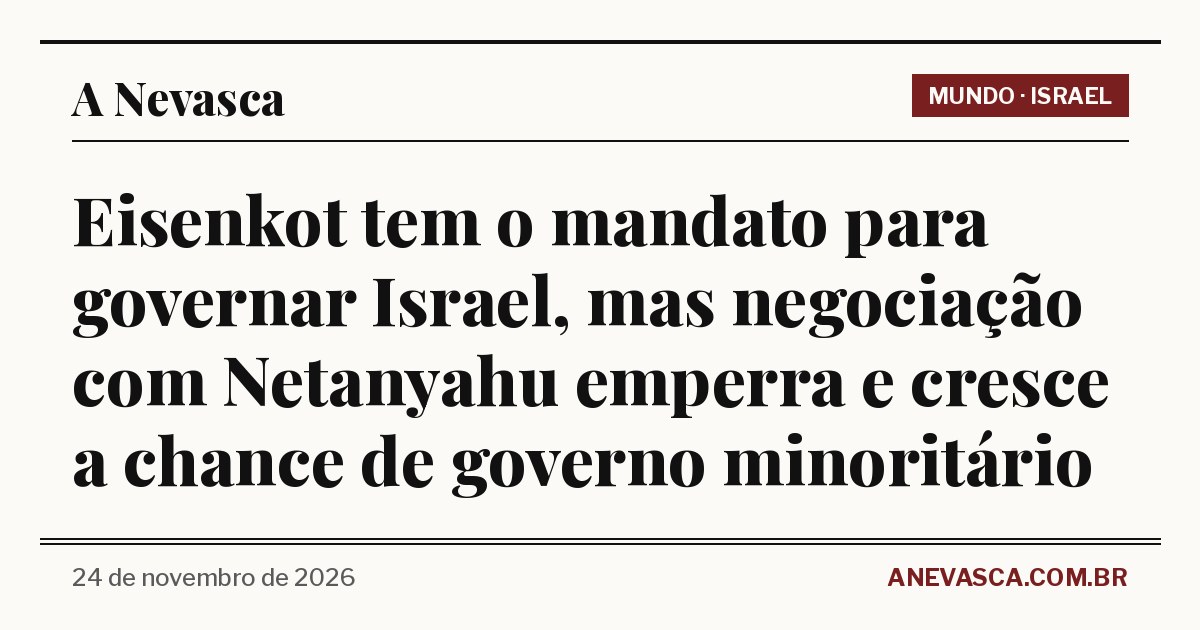 A Nevasca
MUNDO · ISRAEL
Eisenkot tem o mandato para
governar Israel, mas negociação
com Netanyahu emperra e cresce
a chance de governo minoritário
24 de novembro de 2026
ANEVASCA.COM.BR